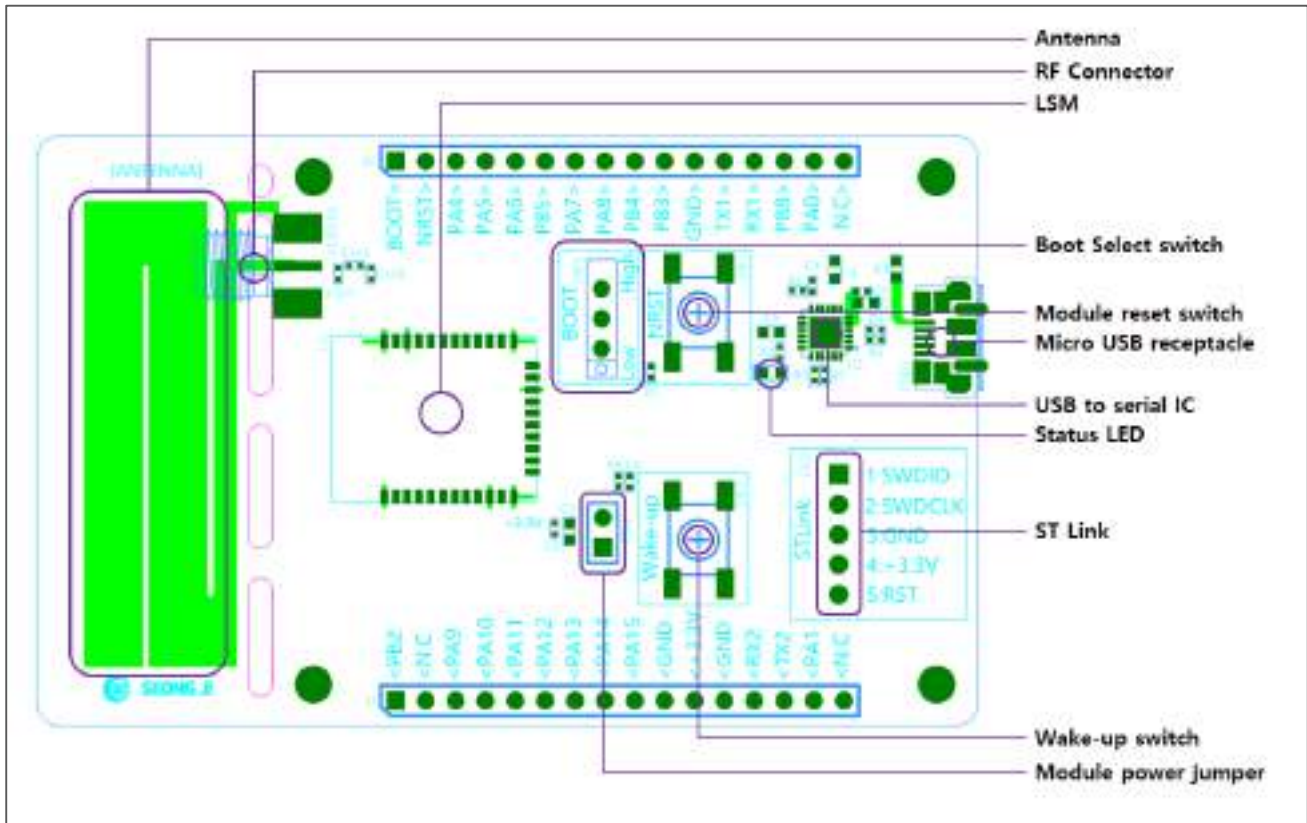 Antenna
RF Connector
LSM
[ANTENNA]
BOOT>
NRST>
PA4>
PA5>
PA6>
PB5>
PA7>
PA8>
PB4>
PB3>
GND>
TX1>
RX1>
PB8>
PA0>
N C>
Boot Select switch
BOOT
High
Low
NRST
Module reset switch
Micro USB receptacle
USB to serial IC
Status LED
STLink
1:SWDIO
2:SWDCLK
3:GND
4:+3.3V
5:RST
ST Link
Wake-up
<PB2
<N C
<PA9
<PA10
<PA11
<PA12
<PA13
<PA14
<PA15
<GND
<+3.3V
<GND
<RX2
<TX2
<PA1
<N C
SEONG JI
Wake-up switch
Module power jumper